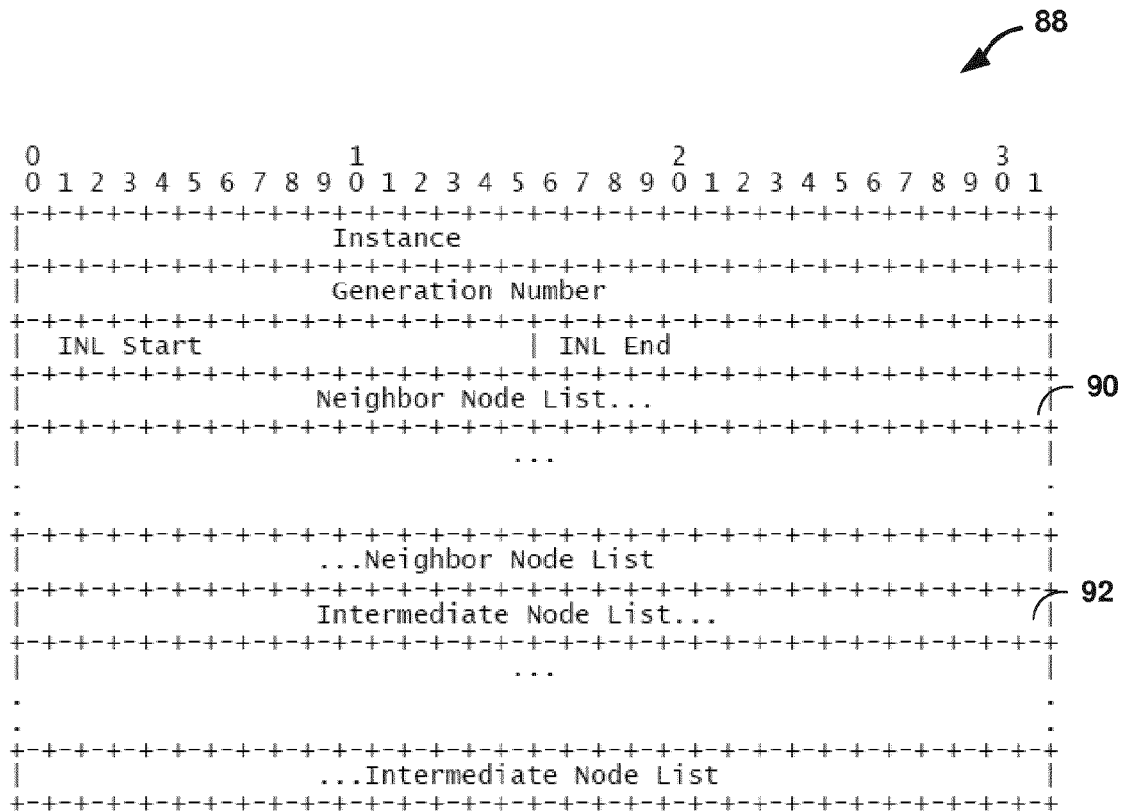 88
0 1 2 3
0 1 2 3 4 5 6 7 8 9 0 1 2 3 4 5 6 7 8 9 0 1 2 3 4 5 6 7 8 9 0 1
+-+-+-+-+-+-+-+-+-+-+-+-+-+-+-+-+-+-+-+-+-+-+-+-+-+-+-+-+-+-+-+-+
| Instance |
+-+-+-+-+-+-+-+-+-+-+-+-+-+-+-+-+-+-+-+-+-+-+-+-+-+-+-+-+-+-+-+-+
| Generation Number |
+-+-+-+-+-+-+-+-+-+-+-+-+-+-+-+-+-+-+-+-+-+-+-+-+-+-+-+-+-+-+-+-+
| INL Start | INL End |
+-+-+-+-+-+-+-+-+-+-+-+-+-+-+-+-+-+-+-+-+-+-+-+-+-+-+-+-+-+-+-+-+
| Neighbor Node List... | 90
+-+-+-+-+-+-+-+-+-+-+-+-+-+-+-+-+-+-+-+-+-+-+-+-+-+-+-+-+-+-+-+-+
| ... |
. .
. .
+-+-+-+-+-+-+-+-+-+-+-+-+-+-+-+-+-+-+-+-+-+-+-+-+-+-+-+-+-+-+-+-+
| ...Neighbor Node List |
+-+-+-+-+-+-+-+-+-+-+-+-+-+-+-+-+-+-+-+-+-+-+-+-+-+-+-+-+-+-+-+-+
| Intermediate Node List... | 92
+-+-+-+-+-+-+-+-+-+-+-+-+-+-+-+-+-+-+-+-+-+-+-+-+-+-+-+-+-+-+-+-+
| ... |
. .
. .
+-+-+-+-+-+-+-+-+-+-+-+-+-+-+-+-+-+-+-+-+-+-+-+-+-+-+-+-+-+-+-+-+
| ...Intermediate Node List |
+-+-+-+-+-+-+-+-+-+-+-+-+-+-+-+-+-+-+-+-+-+-+-+-+-+-+-+-+-+-+-+-|